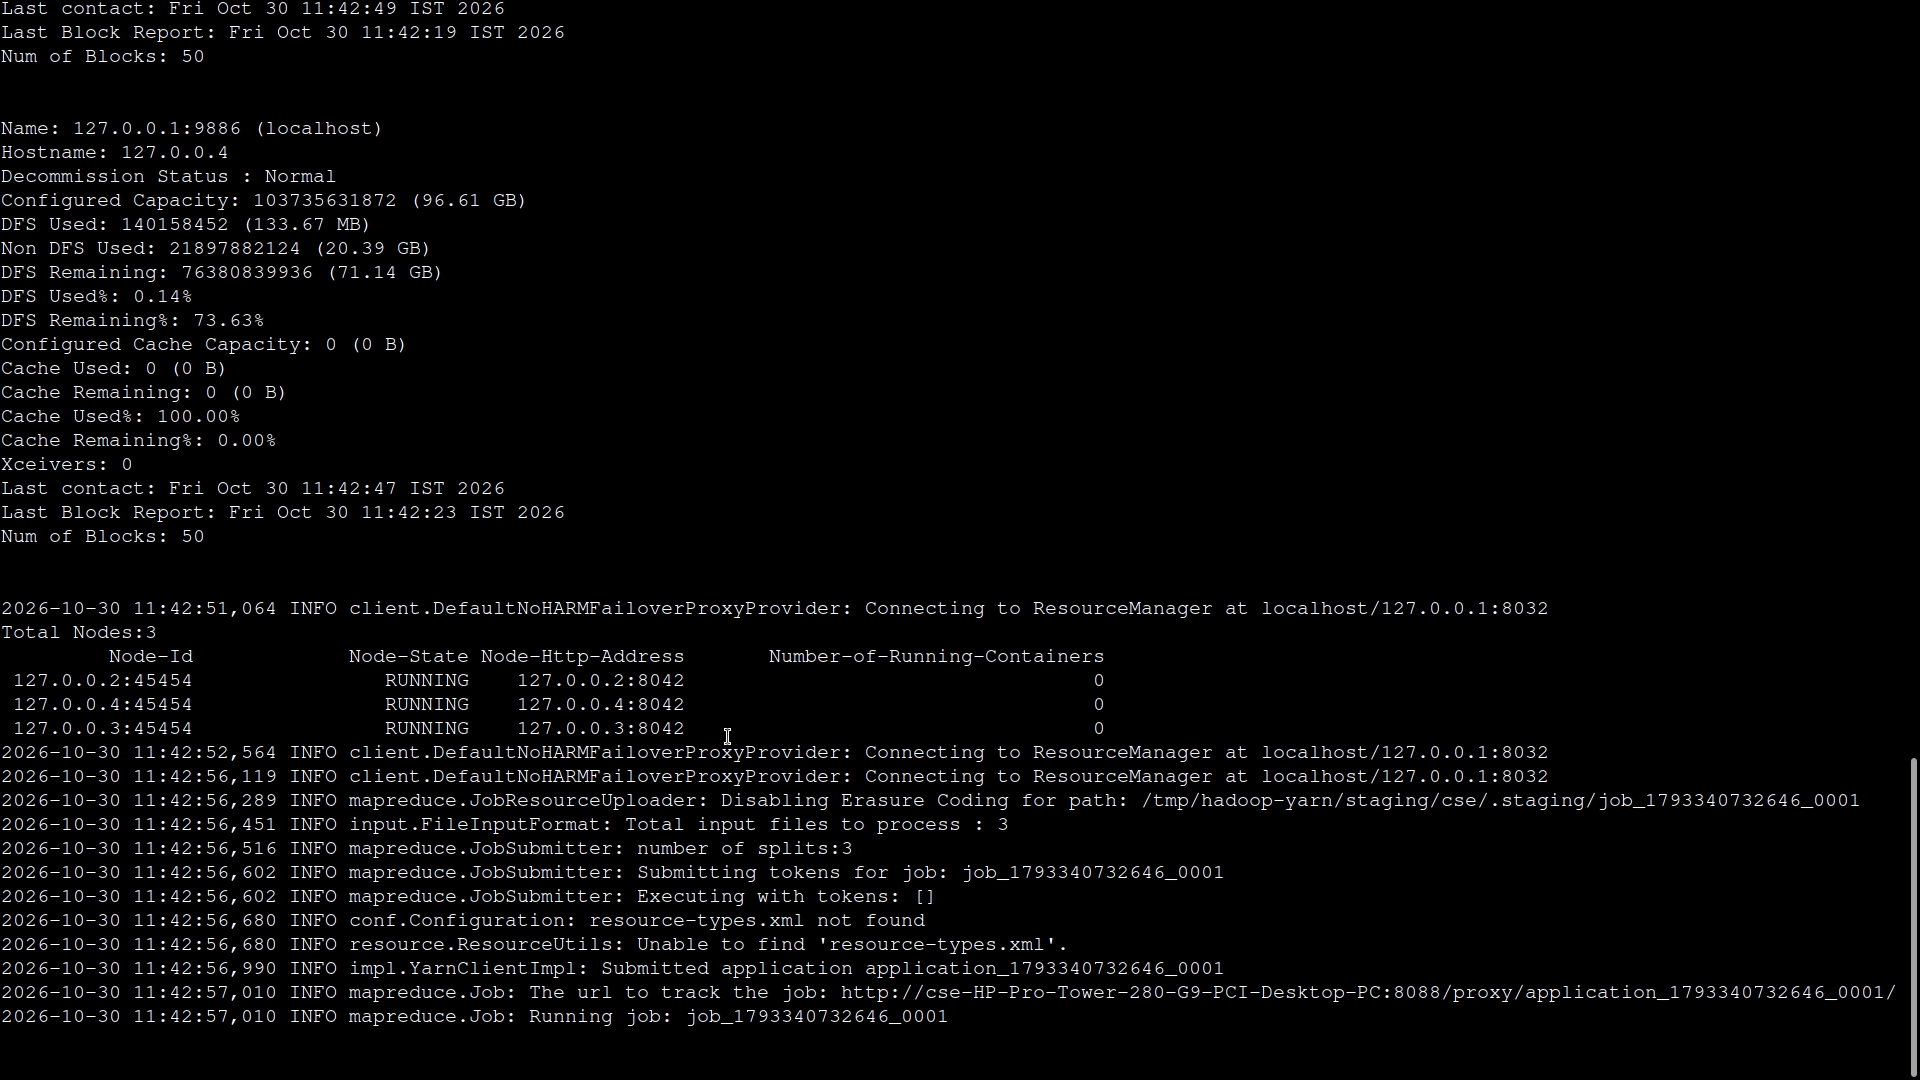 Last contact: Fri Oct 30 11:42:49 IST 2026
Last Block Report: Fri Oct 30 11:42:19 IST 2026
Num of Blocks: 50
Name: 127.0.0.1:9886 (localhost)
Hostname: 127.0.0.4
Decommission Status : Normal
Configured Capacity: 103735631872 (96.61 GB)
DFS Used: 140158452 (133.67 MB)
Non DFS Used: 21897882124 (20.39 GB)
DFS Remaining: 76380839936 (71.14 GB)
DFS Used%: 0.14%
DFS Remaining%: 73.63%
Configured Cache Capacity: 0 (0 B)
Cache Used: 0 (0 B)
Cache Remaining: 0 (0 B)
Cache Used%: 100.00%
Cache Remaining%: 0.00%
Xceivers: 0
Last contact: Fri Oct 30 11:42:47 IST 2026
Last Block Report: Fri Oct 30 11:42:23 IST 2026
Num of Blocks: 50
2026-10-30 11:42:51,064 INFO client.DefaultNoHARMFailoverProxyProvider: Connecting to ResourceManager at localhost/127.0.0.1:8032
Total Nodes:3
Node-Id Node-State Node-Http-Address Number-of-Running-Containers
127.0.0.2:45454 RUNNING 127.0.0.2:8042 0
127.0.0.4:45454 RUNNING 127.0.0.4:8042 0
127.0.0.3:45454 RUNNING 127.0.0.3:8042 0
2026-10-30 11:42:52,564 INFO client.DefaultNoHARMFailoverProxyProvider: Connecting to ResourceManager at localhost/127.0.0.1:8032
2026-10-30 11:42:56,119 INFO client.DefaultNoHARMFailoverProxyProvider: Connecting to ResourceManager at localhost/127.0.0.1:8032
2026-10-30 11:42:56,289 INFO mapreduce.JobResourceUploader: Disabling Erasure Coding for path: /tmp/hadoop-yarn/staging/cse/.staging/job_1793340732646_0001
2026-10-30 11:42:56,451 INFO input.FileInputFormat: Total input files to process : 3
2026-10-30 11:42:56,516 INFO mapreduce.JobSubmitter: number of splits:3
2026-10-30 11:42:56,602 INFO mapreduce.JobSubmitter: Submitting tokens for job: job_1793340732646_0001
2026-10-30 11:42:56,602 INFO mapreduce.JobSubmitter: Executing with tokens: []
2026-10-30 11:42:56,680 INFO conf.Configuration: resource-types.xml not found
2026-10-30 11:42:56,680 INFO resource.ResourceUtils: Unable to find 'resource-types.xml'.
2026-10-30 11:42:56,990 INFO impl.YarnClientImpl: Submitted application application_1793340732646_0001
2026-10-30 11:42:57,010 INFO mapreduce.Job: The url to track the job: http://cse-HP-Pro-Tower-280-G9-PCI-Desktop-PC:8088/proxy/application_1793340732646_0001/
2026-10-30 11:42:57,010 INFO mapreduce.Job: Running job: job_1793340732646_0001